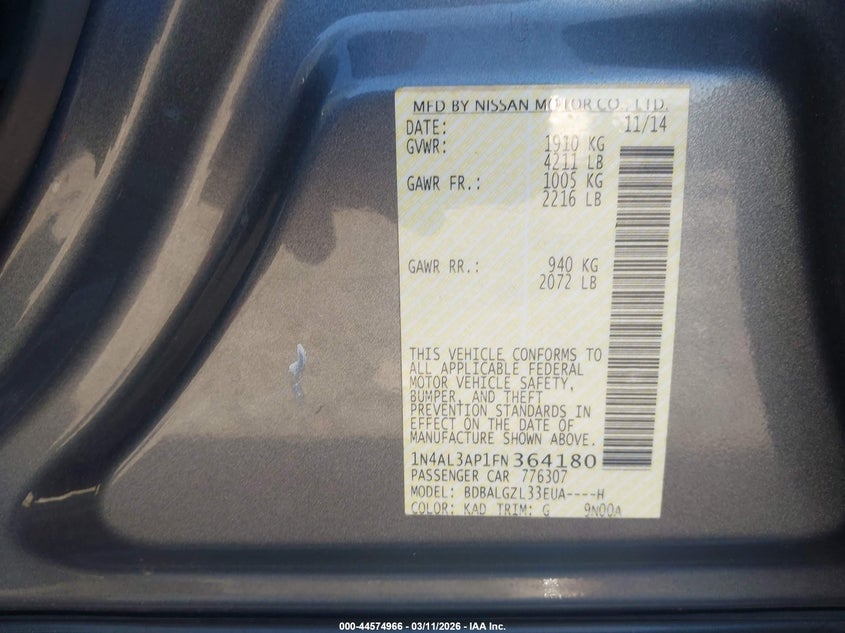 MFD BY NISSAN MOTOR CO., LTD.
DATE: 11/14
GVWR: 1910 KG
4211 LB
GAWR FR.: 1005 KG
2216 LB
GAWR RR.: 940 KG
2072 LB
THIS VEHICLE CONFORMS TO
ALL APPLICABLE FEDERAL
MOTOR VEHICLE SAFETY,
BUMPER, AND THEFT
PREVENTION STANDARDS IN
EFFECT ON THE DATE OF
MANUFACTURE SHOWN ABOVE.
1N4AL3AP1FN364180
PASSENGER CAR 776307
MODEL: BDBALGZL33EUA----H
COLOR: KAD TRIM: G 9N00A
000-44574966 - 03/11/2026 - IAA Inc.